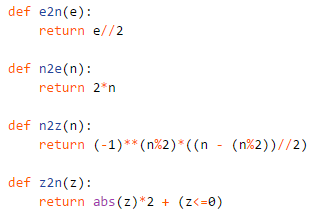 def e2n(e):
    return e//2

def n2e(n):
    return 2*n

def n2z(n):
    return (-1)**(n%2)*((n - (n%2))//2)

def z2n(z):
    return abs(z)*2 + (z<=0)